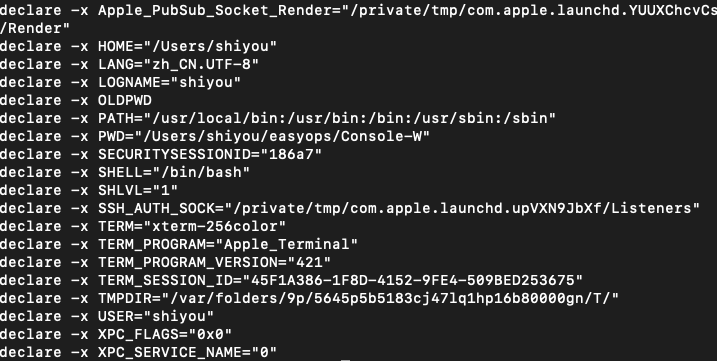 declare -x Apple_PubSub_Socket_Render="/private/tmp/com.apple.launchd.YUUXChcvCs
/Render"
declare -x HOME="/Users/shiyou"
declare -x LANG="zh_CN.UTF-8"
declare -x LOGNAME="shiyou"
declare -x OLDPWD
declare -x PATH="/usr/local/bin:/usr/bin:/bin:/usr/sbin:/sbin"
declare -x PWD="/Users/shiyou/easyops/Console-W"
declare -x SECURITYSESSIONID="186a7"
declare -x SHELL="/bin/bash"
declare -x SHLVL="1"
declare -x SSH_AUTH_SOCK="/private/tmp/com.apple.launchd.upVXN9JbXf/Listeners"
declare -x TERM="xterm-256color"
declare -x TERM_PROGRAM="Apple_Terminal"
declare -x TERM_PROGRAM_VERSION="421"
declare -x TERM_SESSION_ID="45F1A386-1F8D-4152-9FE4-509BED253675"
declare -x TMPDIR="/var/folders/9p/5645p5b5183cj47lq1hp16b80000gn/T/"
declare -x USER="shiyou"
declare -x XPC_FLAGS="0x0"
declare -x XPC_SERVICE_NAME="0"